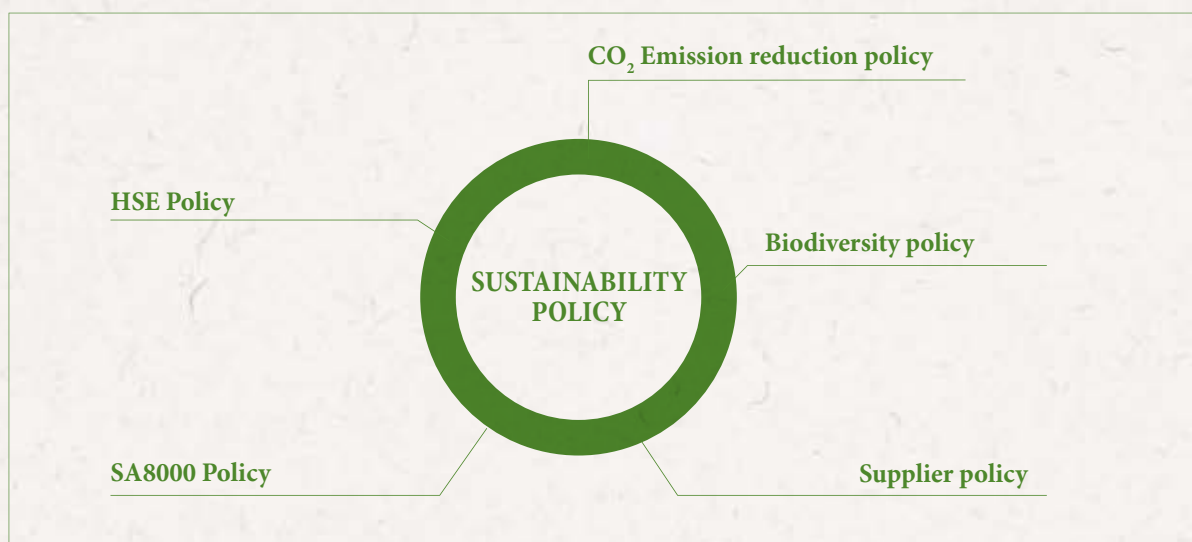 CO₂ Emission reduction policy
HSE Policy
Biodiversity policy
SUSTAINABILITY
POLICY
SA8000 Policy
Supplier policy